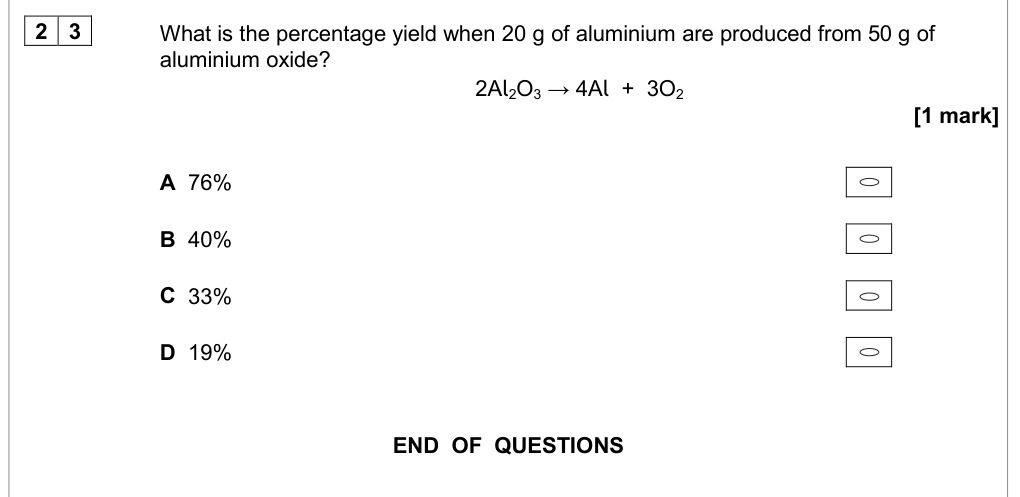 2 3
What is the percentage yield when 20 g of aluminium are produced from 50 g of
aluminium oxide?
2Al₂O₃ → 4Al + 3O₂
[1 mark]
A 76%
B 40%
C 33%
D 19%
END OF QUESTIONS